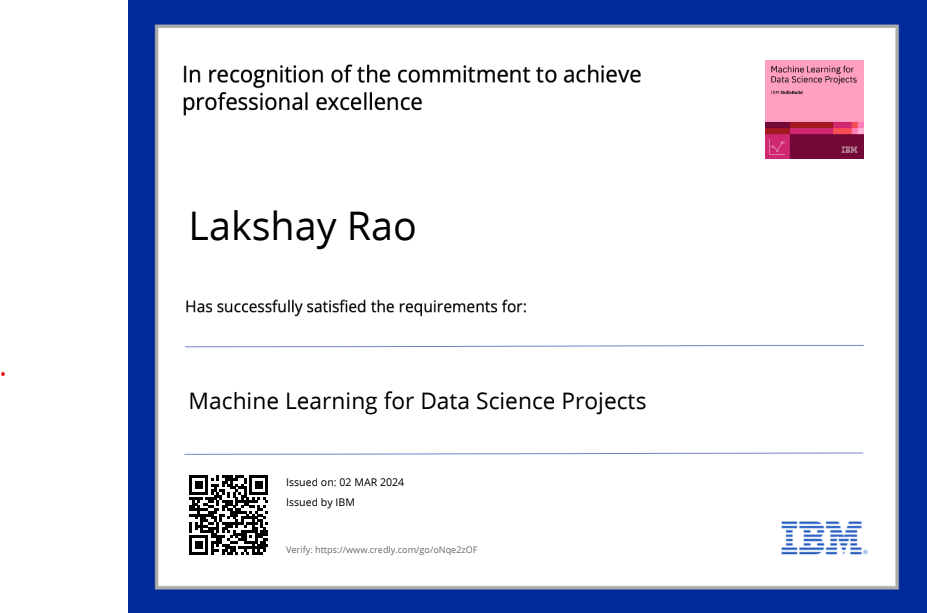 In recognition of the commitment to achieve
professional excellence
Machine Learning for
Data Science Projects
IBM SkillsBuild
IBM
Lakshay Rao
Has successfully satisfied the requirements for:
Machine Learning for Data Science Projects
Issued on: 02 MAR 2024
Issued by IBM
Verify: https://www.credly.com/go/oNqe2zOF
IBM®